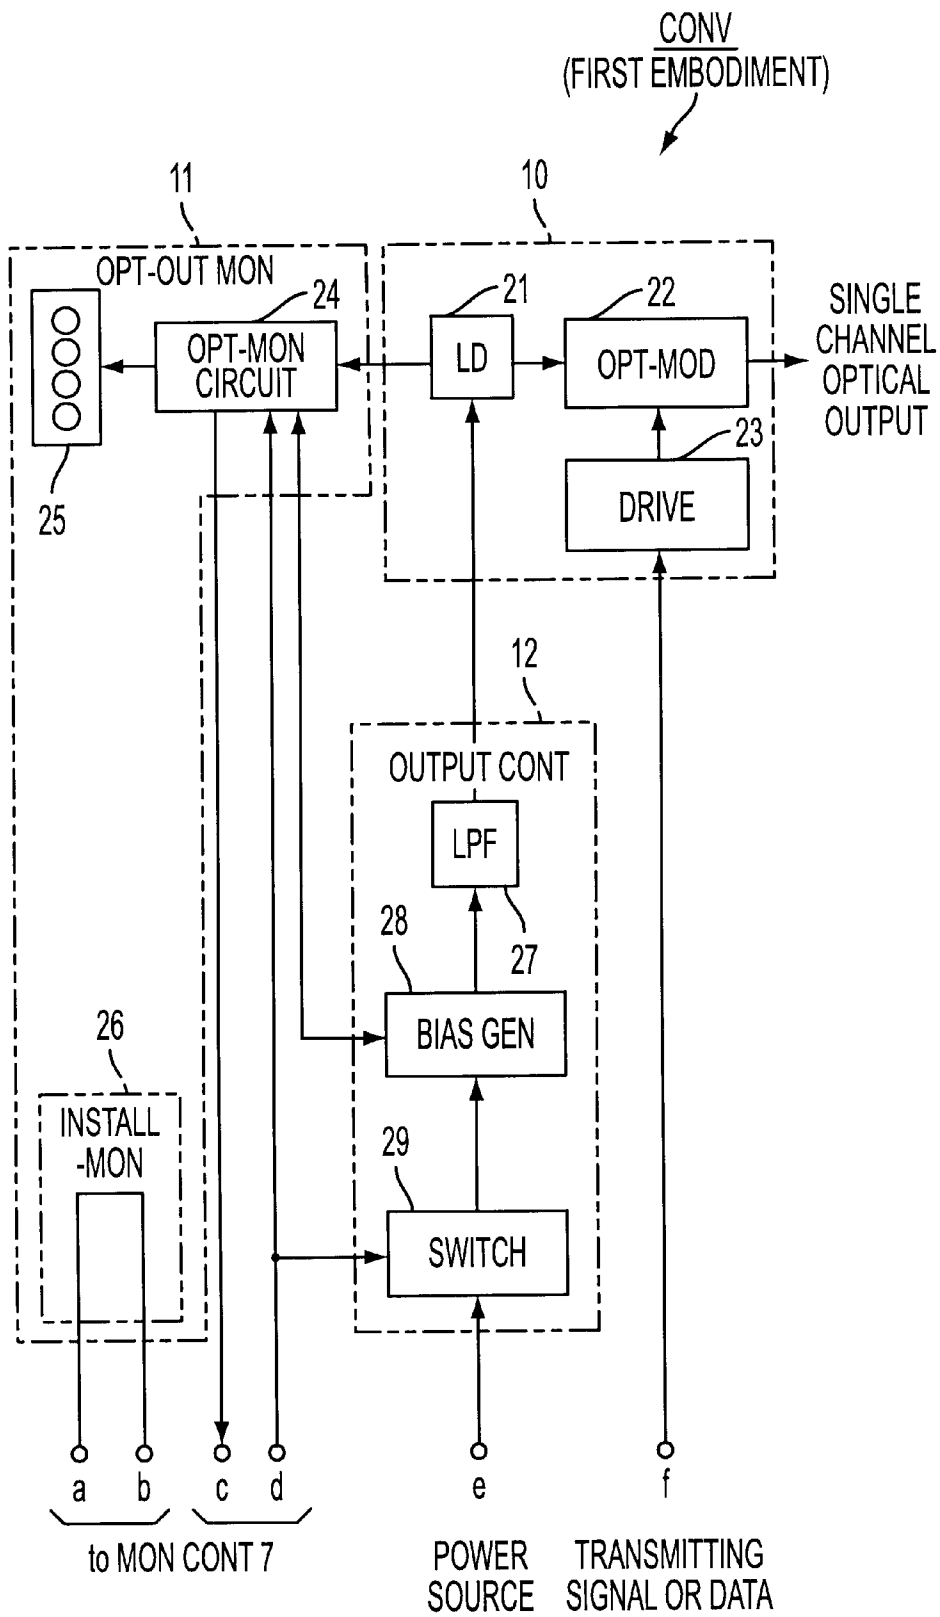 CONV
(FIRST EMBODIMENT)
11
10
OPT-OUT MON
24
21
22
SINGLE
CHANNEL
OPTICAL
OUTPUT
OPT-MON
CIRCUIT
LD
OPT-MOD
23
25
DRIVE
12
OUTPUT CONT
LPF
28
27
BIAS GEN
26
INSTALL
-MON
29
SWITCH
a
b
c
d
e
f
to MON CONT 7
POWER
SOURCE
TRANSMITTING
SIGNAL OR DATA